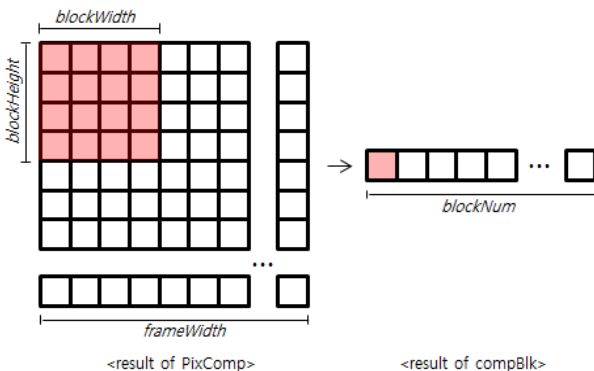 blockWidth
blockHeight
...
blockNum
...
frameWidth
<result of PixComp>
<result of compBlk>